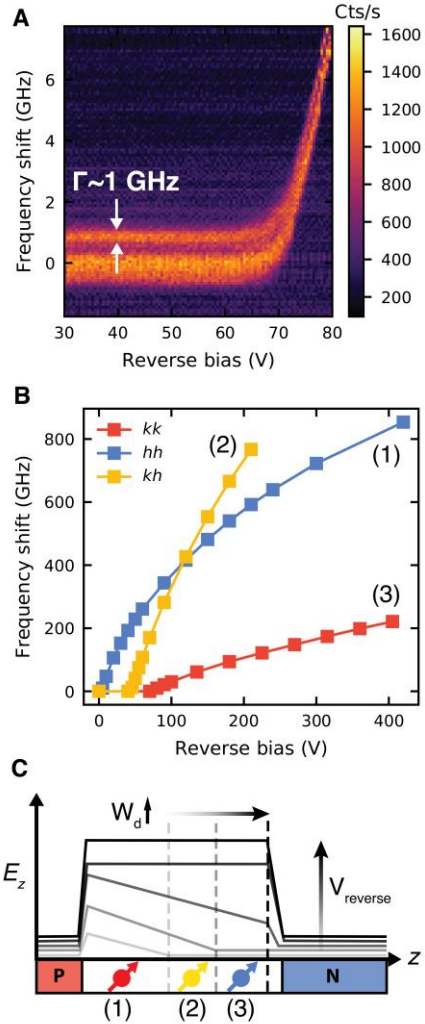 A
Cts/s
Frequency shift (GHz)
6
4
2
0
Γ~1 GHz
30 40 50 60 70 80
Reverse bias (V)
1600
1400
1200
1000
800
600
400
200
B
Frequency shift (GHz)
800
600
400
200
0
kk
hh
kh
(2)
(1)
(3)
0 100 200 300 400
Reverse bias (V)
C
W_d
E_z
V_reverse
z
P
N
(1) (2) (3)